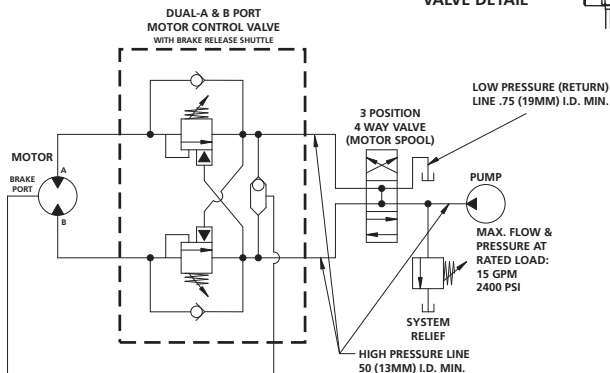 VALVE DETAIL
DUAL-A & B PORT
MOTOR CONTROL VALVE
WITH BRAKE RELEASE SHUTTLE
LOW PRESSURE (RETURN)
LINE .75 (19MM) I.D. MIN.
3 POSITION
4 WAY VALVE
(MOTOR SPOOL)
MOTOR
A
BRAKE
PORT
B
PUMP
MAX. FLOW &
PRESSURE AT
RATED LOAD:
15 GPM
2400 PSI
SYSTEM
RELIEF
HIGH PRESSURE LINE
50 (13MM) I.D. MIN.